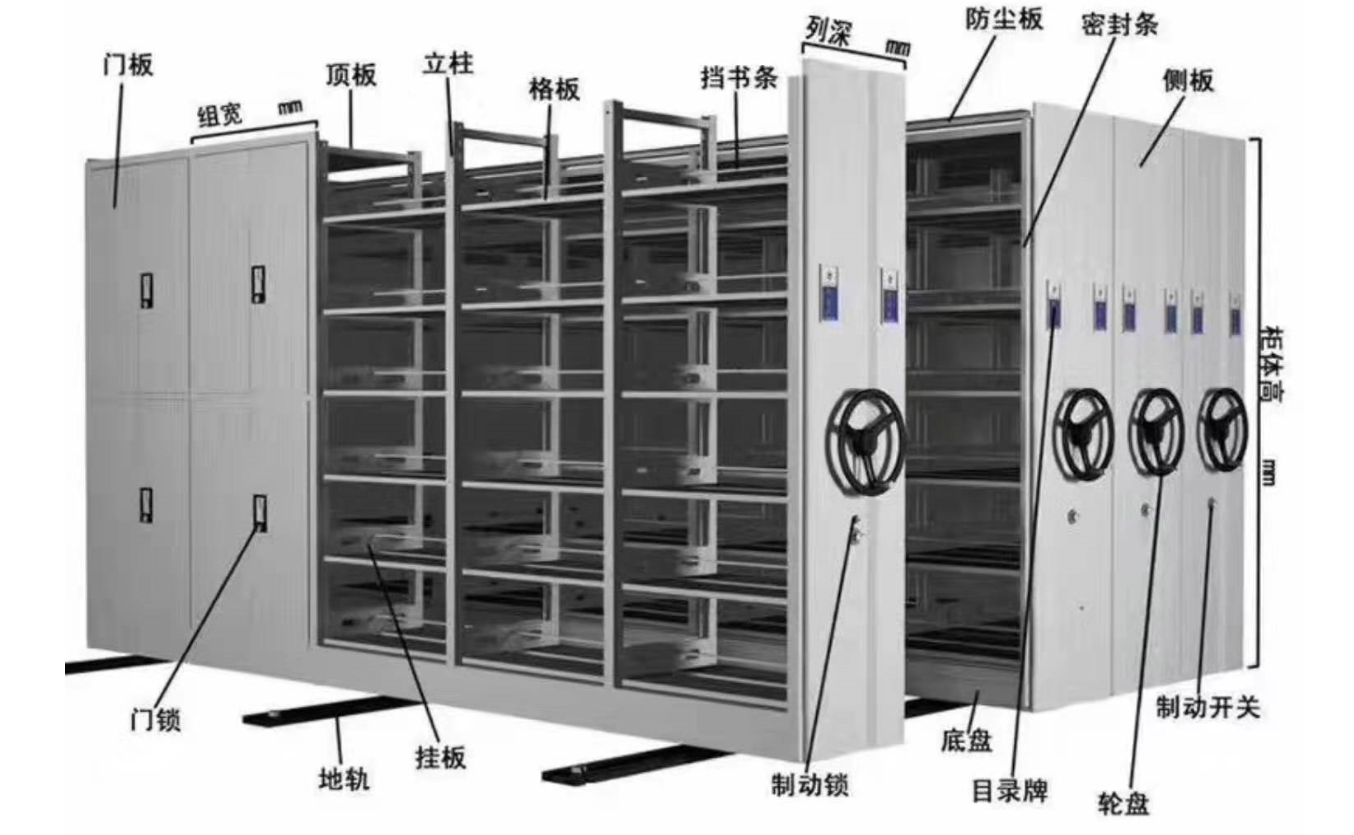 门板
组宽 mm
顶板
立柱
格板
挡书条
列深 mm
防尘板
密封条
侧板
柜体高 mm
门锁
地轨
挂板
制动锁
底盘
目录牌
轮盘
制动开关